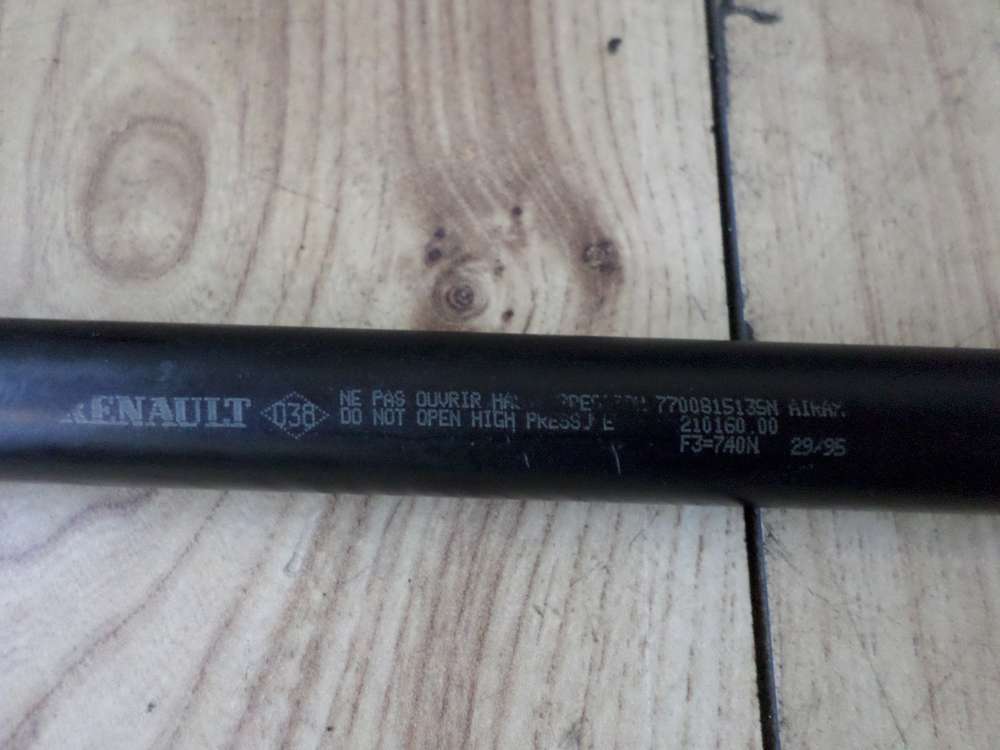 RENAULT
038
NE PAS OUVRIR 7700815135N AIRAX
DO NOT OPEN HIGH
210160.00
F3=740N 29/95